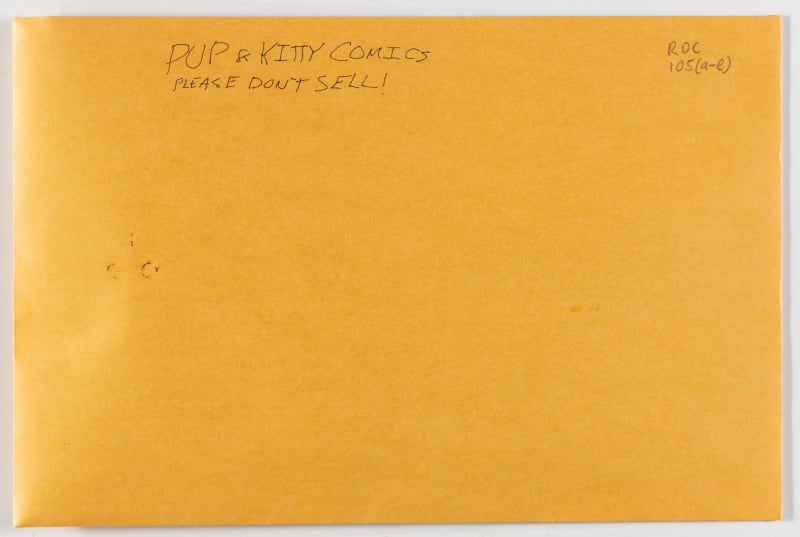 PUP & KITTY COMICS
PLEASE DON'T SELL!
RDC
105(a-e)